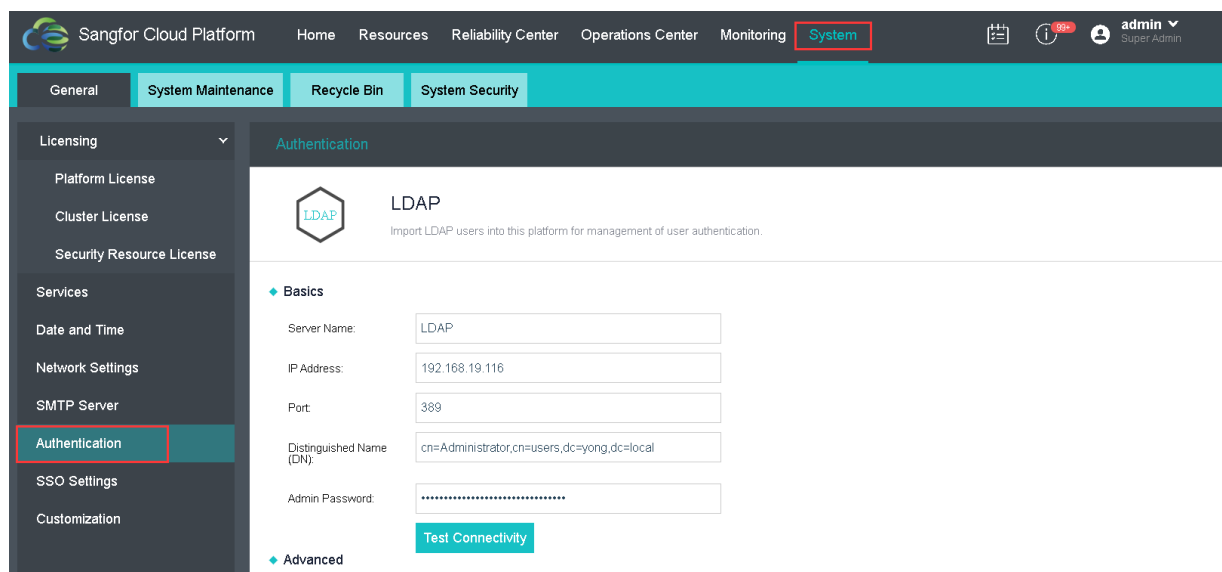 Sangfor Cloud Platform Home Resources Reliability Center Operations Center Monitoring System 99+ admin
Super Admin
General System Maintenance Recycle Bin System Security
Licensing
Platform License
Cluster License
Security Resource License
Services
Date and Time
Network Settings
SMTP Server
Authentication
SSO Settings
Customization
Authentication
LDAP
LDAP
Import LDAP users into this platform for management of user authentication.
Basics
Server Name: LDAP
IP Address: 192.168.19.116
Port: 389
Distinguished Name
(DN): cn=Administrator,cn=users,dc=yong,dc=local
Admin Password: ••••••••••••••••••••••••••••••••
Test Connectivity
Advanced